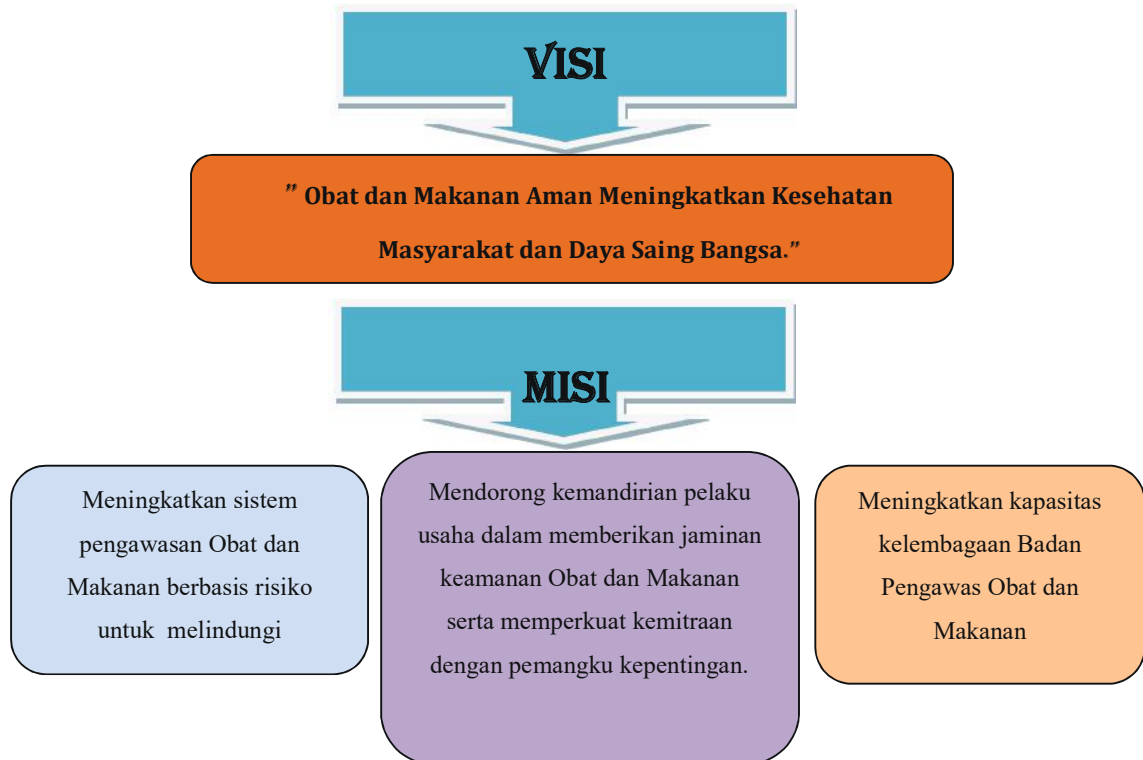 VISI
” Obat dan Makanan Aman Meningkatkan Kesehatan
Masyarakat dan Daya Saing Bangsa.”
MISI
Meningkatkan sistem
pengawasan Obat dan
Makanan berbasis risiko
untuk melindungi
Mendorong kemandirian pelaku
usaha dalam memberikan jaminan
keamanan Obat dan Makanan
serta memperkuat kemitraan
dengan pemangku kepentingan.
Meningkatkan kapasitas
kelembagaan Badan
Pengawas Obat dan
Makanan